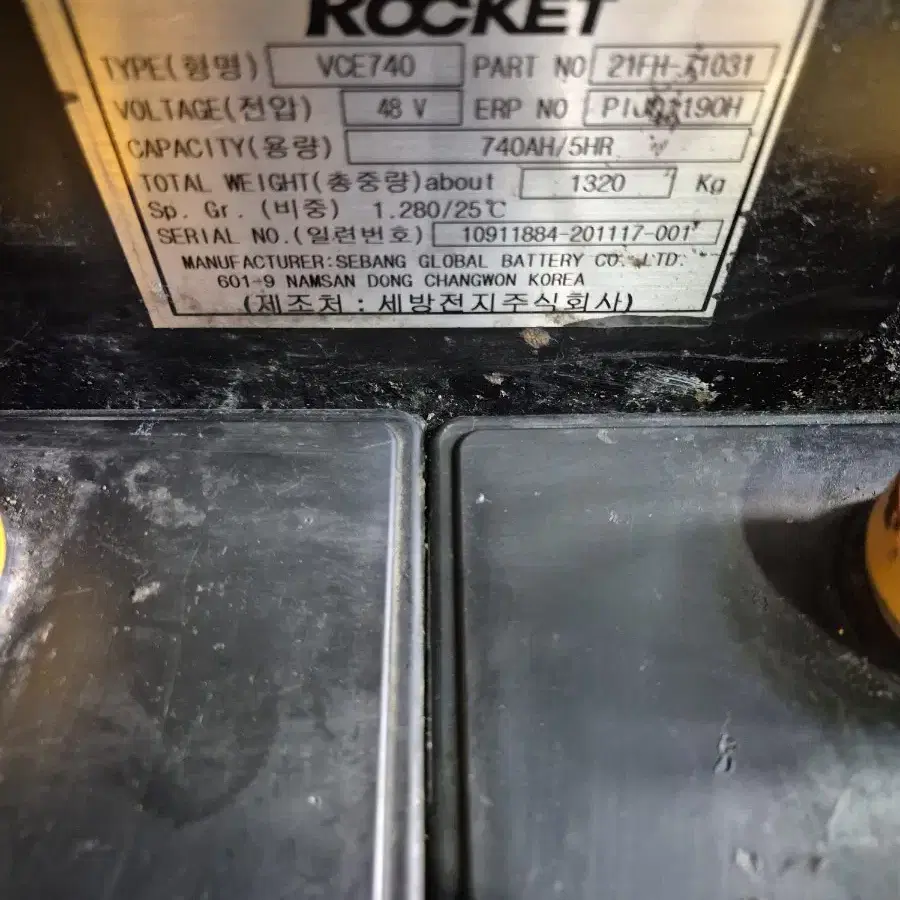 ROCKET
TYPE(형명) VCE740 PART NO 21FH-11031
VOLTAGE(전압) 48 V ERP NO
CAPACITY(용량) 740AH/5HR
TOTAL WEIGHT(총중량)about 1320 Kg
Sp. Gr. (비중) 1.280/25℃
SERIAL NO.(일련번호) 10911884-201117-001
MANUFACTURER:SEBANG GLOBAL BATTERY CO. LTD.
601-9 NAMSAN DONG CHANGWON KOREA
(제조처 : 세방전지주식회사)